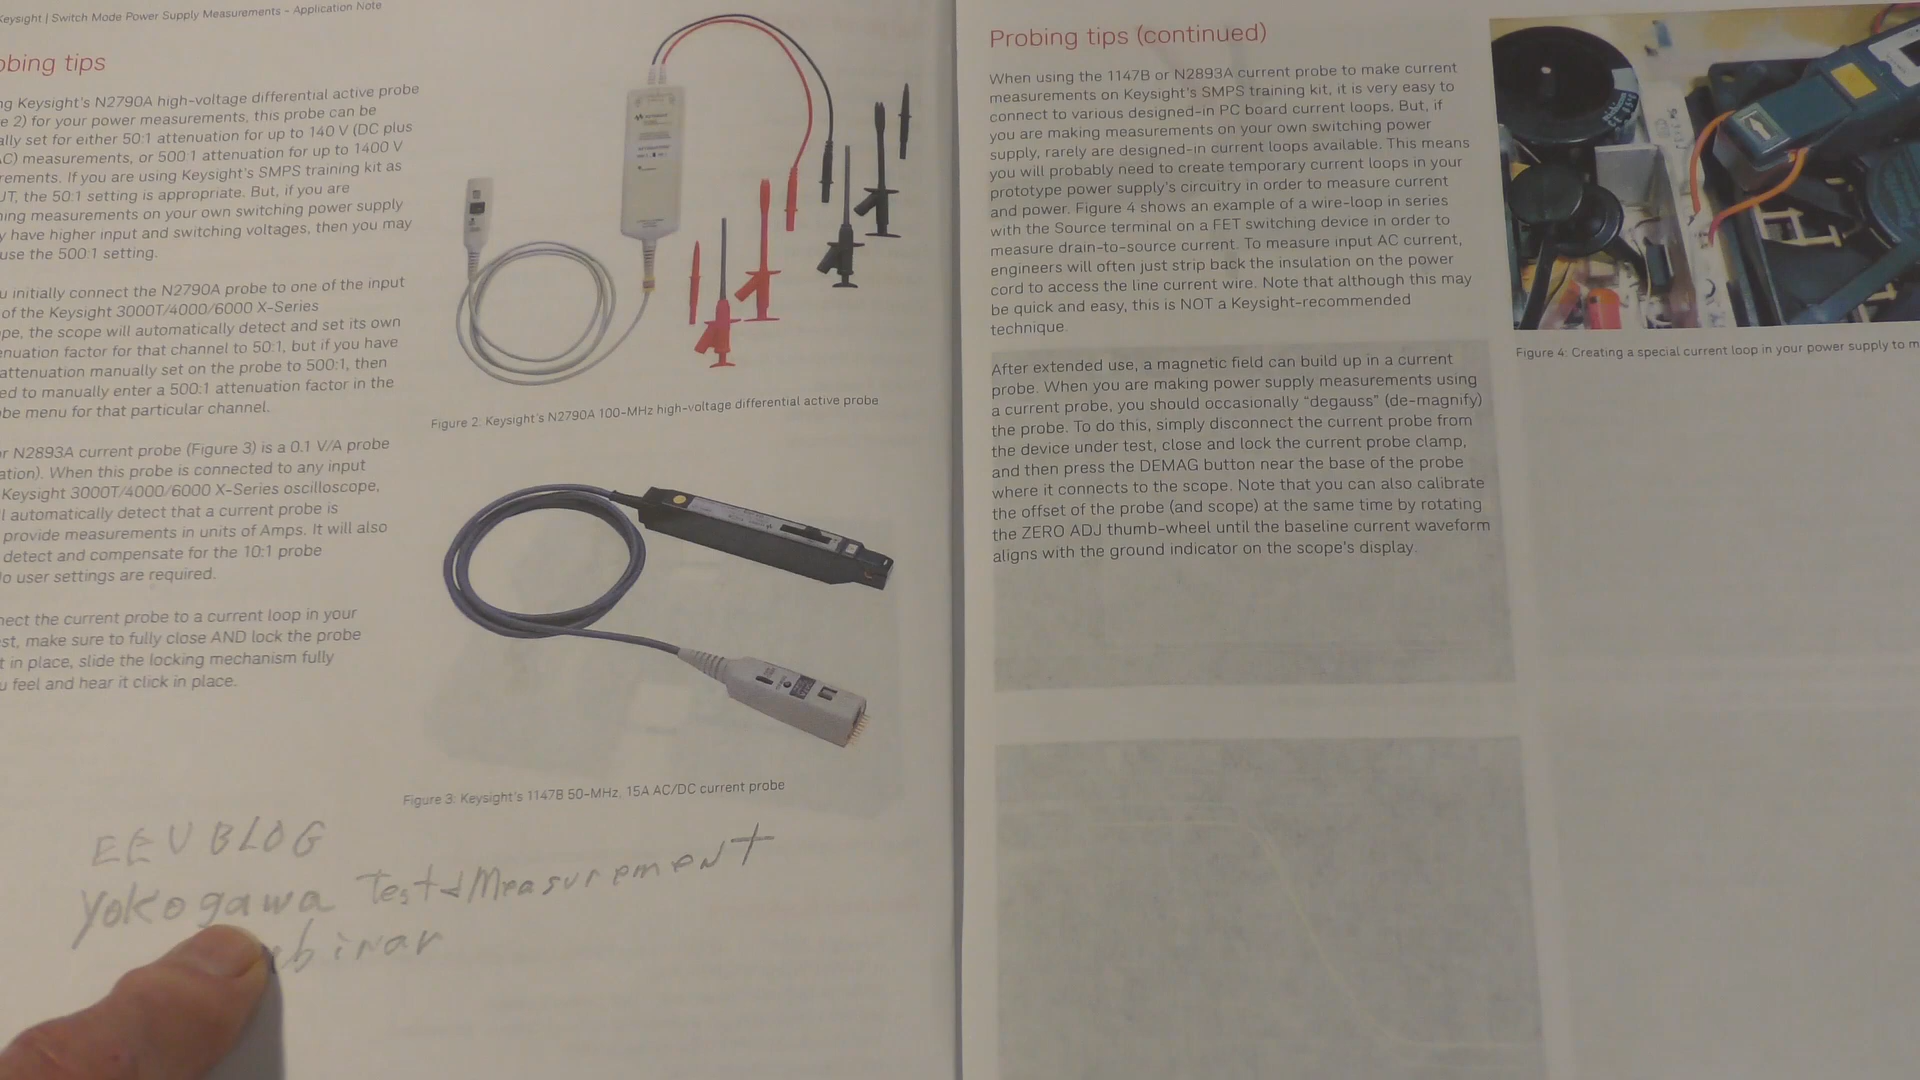 Keysight | Switch Mode Power Supply Measurements - Application Note
tips
Keysight's N2790A high-voltage differential active probe
2) for your power measurements, this probe can be
set for either 50:1 attenuation for up to 140 V (DC plus
measurements, or 500:1 attenuation for up to 1400 V
If you are using Keysight's SMPS training kit as
the 50:1 setting is appropriate. But, if you are
measurements on your own switching power supply
have higher input and switching voltages, then you may
use the 500:1 setting.
initially connect the N2790A probe to one of the input
of the Keysight 3000T/4000/6000 X-Series
the scope will automatically detect and set its own
factor for that channel to 50:1, but if you have
attenuation manually set on the probe to 500:1, then
to manually enter a 500:1 attenuation factor in the
menu for that particular channel.
N2893A current probe (Figure 3) is a 0.1 V/A probe
When this probe is connected to any input
Keysight 3000T/4000/6000 X-Series oscilloscope,
automatically detect that a current probe is
provide measurements in units of Amps. It will also
detect and compensate for the 10:1 probe
user settings are required.
the current probe to a current loop in your
make sure to fully close AND lock the probe
in place, slide the locking mechanism fully
feel and hear it click in place.
Figure 2: Keysight's N2790A 100-MHz high-voltage differential active probe
Figure 3: Keysight's 1147B 50-MHz, 15A AC/DC current probe
EEVBLOG
Yokogawa Test & Measurement
Probing tips (continued)
When using the 1147B or N2893A current probe to make current
measurements on Keysight's SMPS training kit, it is very easy to
connect to various designed-in PC board current loops. But, if
you are making measurements on your own switching power
supply, rarely are designed-in current loops available. This means
you will probably need to create temporary current loops in your
prototype power supply's circuitry in order to measure current
and power. Figure 4 shows an example of a wire-loop in series
with the Source terminal on a FET switching device in order to
measure drain-to-source current. To measure input AC current,
engineers will often just strip back the insulation on the power
cord to access the line current wire. Note that although this may
be quick and easy, this is NOT a Keysight-recommended
technique.
After extended use, a magnetic field can build up in a current
probe. When you are making power supply measurements using
a current probe, you should occasionally “degauss” (de-magnify)
the probe. To do this, simply disconnect the current probe from
the device under test, close and lock the current probe clamp,
and then press the DEMAG button near the base of the probe
where it connects to the scope. Note that you can also calibrate
the offset of the probe (and scope) at the same time by rotating
the ZERO ADJ thumb-wheel until the baseline current waveform
aligns with the ground indicator on the scope's display.
Figure 4: Creating a special current loop in your power supply to